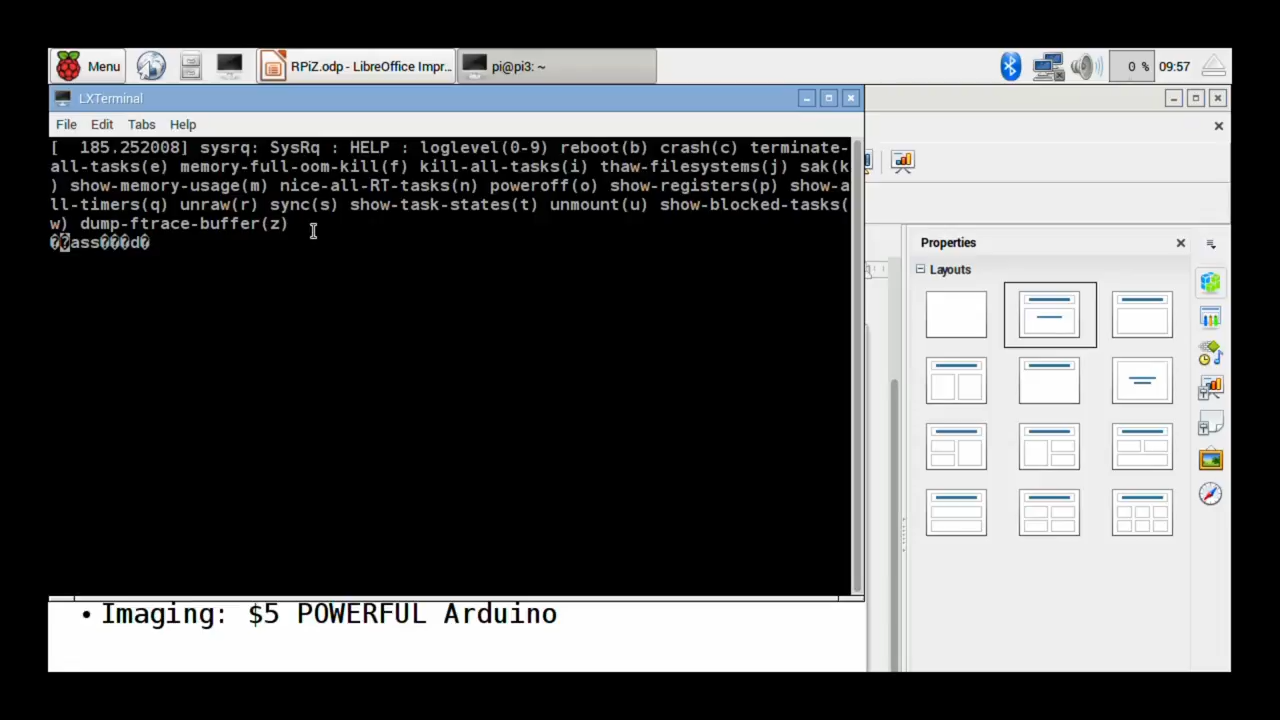 Menu
RPiZ.odp - LibreOffice Impr...
pi@pi3: ~
0 %
09:57
LXTerminal
File Edit Tabs Help
[  185.252008] sysrq: SysRq : HELP : loglevel(0-9) reboot(b) crash(c) terminate-
all-tasks(e) memory-full-oom-kill(f) kill-all-tasks(i) thaw-filesystems(j) sak(k
) show-memory-usage(m) nice-all-RT-tasks(n) poweroff(o) show-registers(p) show-a
ll-timers(q) unraw(r) sync(s) show-task-states(t) unmount(u) show-blocked-tasks(
w) dump-ftrace-buffer(z)
��ass���d�
Properties
Layouts
• Imaging: $5 POWERFUL Arduino